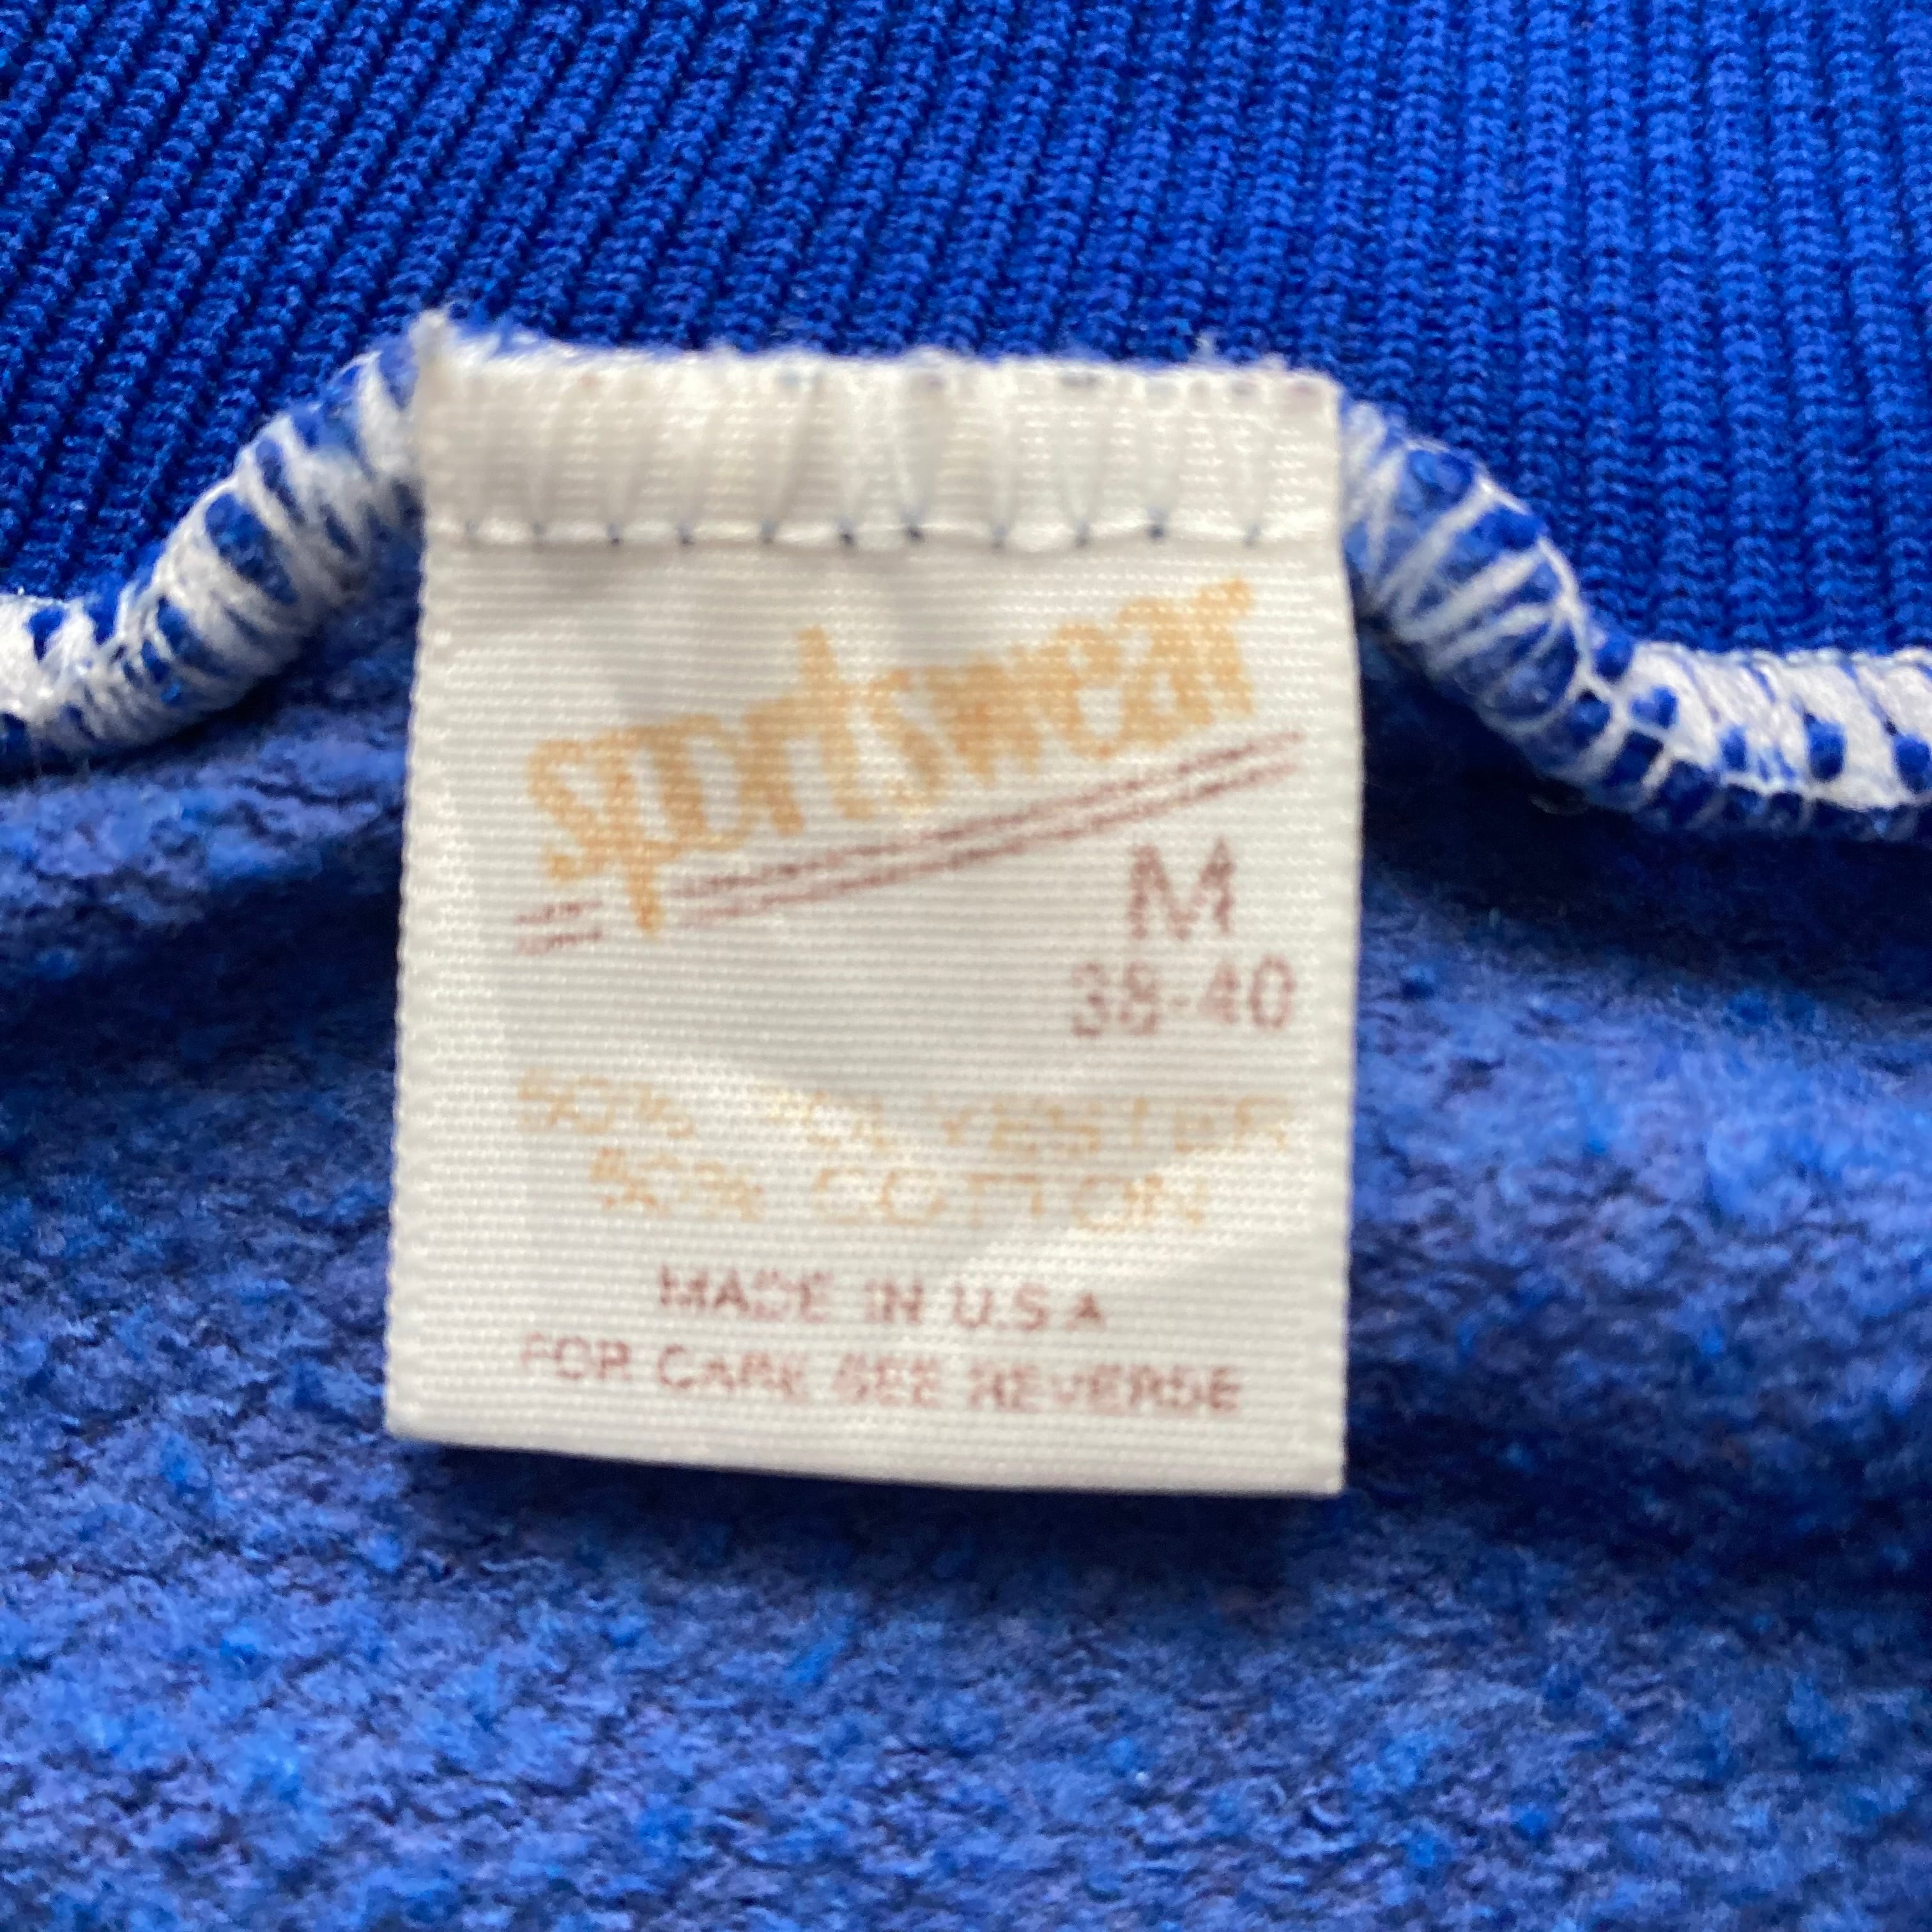 sportswear
M
38-40
50% POLYESTER
50% COTTON
MADE IN U.S.A
FOR CARE SEE REVERSE